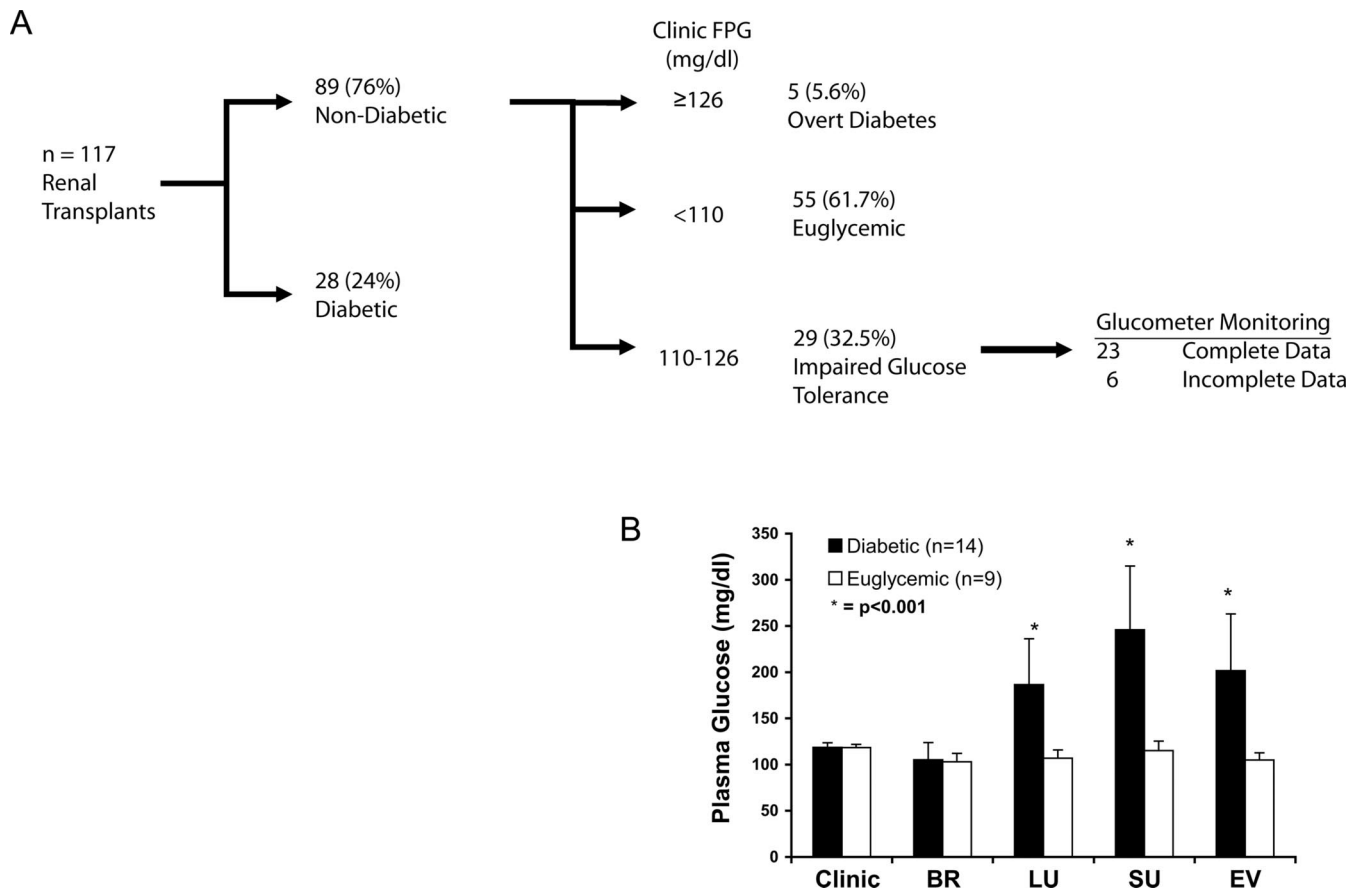 A
n = 117
Renal
Transplants
89 (76%)
Non-Diabetic
28 (24%)
Diabetic
Clinic FPG
(mg/dl)
≥126
5 (5.6%)
Overt Diabetes
<110
55 (61.7%)
Euglycemic
110-126
29 (32.5%)
Impaired Glucose
Tolerance
Glucometer Monitoring
23 Complete Data
6 Incomplete Data
B
Plasma Glucose (mg/dl)
350
300
250
200
150
100
50
0
Diabetic (n=14)
Euglycemic (n=9)
* = p<0.001
*
*
*
Clinic BR LU SU EV